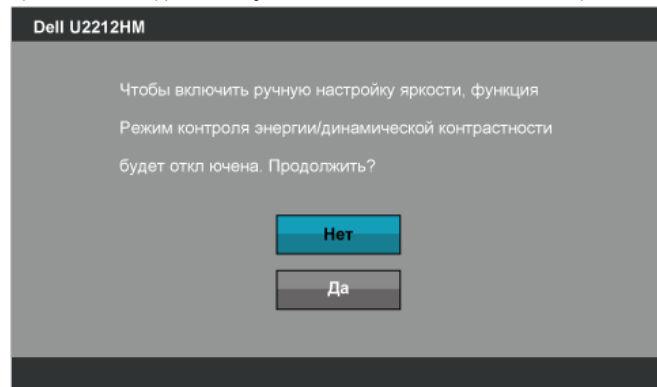 Dell U2212HM
Чтобы включить ручную настройку яркости, функция
Режим контроля энергии/динамической контрастности
будет откл ючена. Продолжить?
Нет
Да